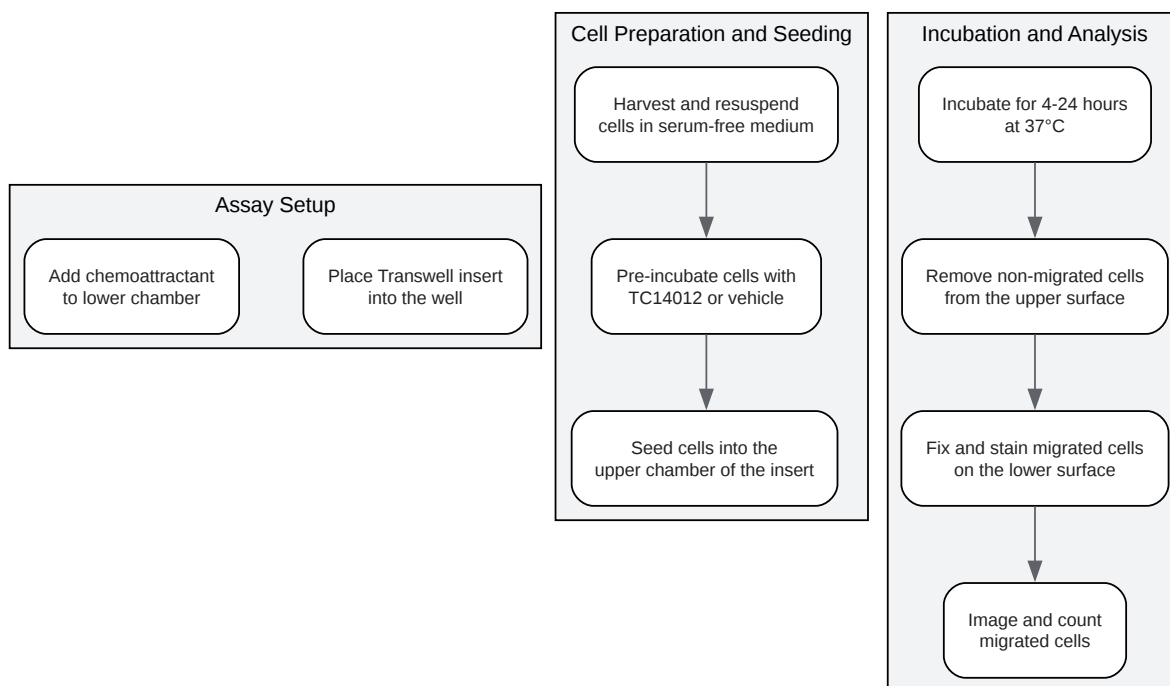 Assay Setup
Add chemoattractant
to lower chamber
Place Transwell insert
into the well
Cell Preparation and Seeding
Harvest and resuspend
cells in serum-free medium
Pre-incubate cells with
TC14012 or vehicle
Seed cells into the
upper chamber of the insert
Incubation and Analysis
Incubate for 4-24 hours
at 37°C
Remove non-migrated cells
from the upper surface
Fix and stain migrated cells
on the lower surface
Image and count
migrated cells